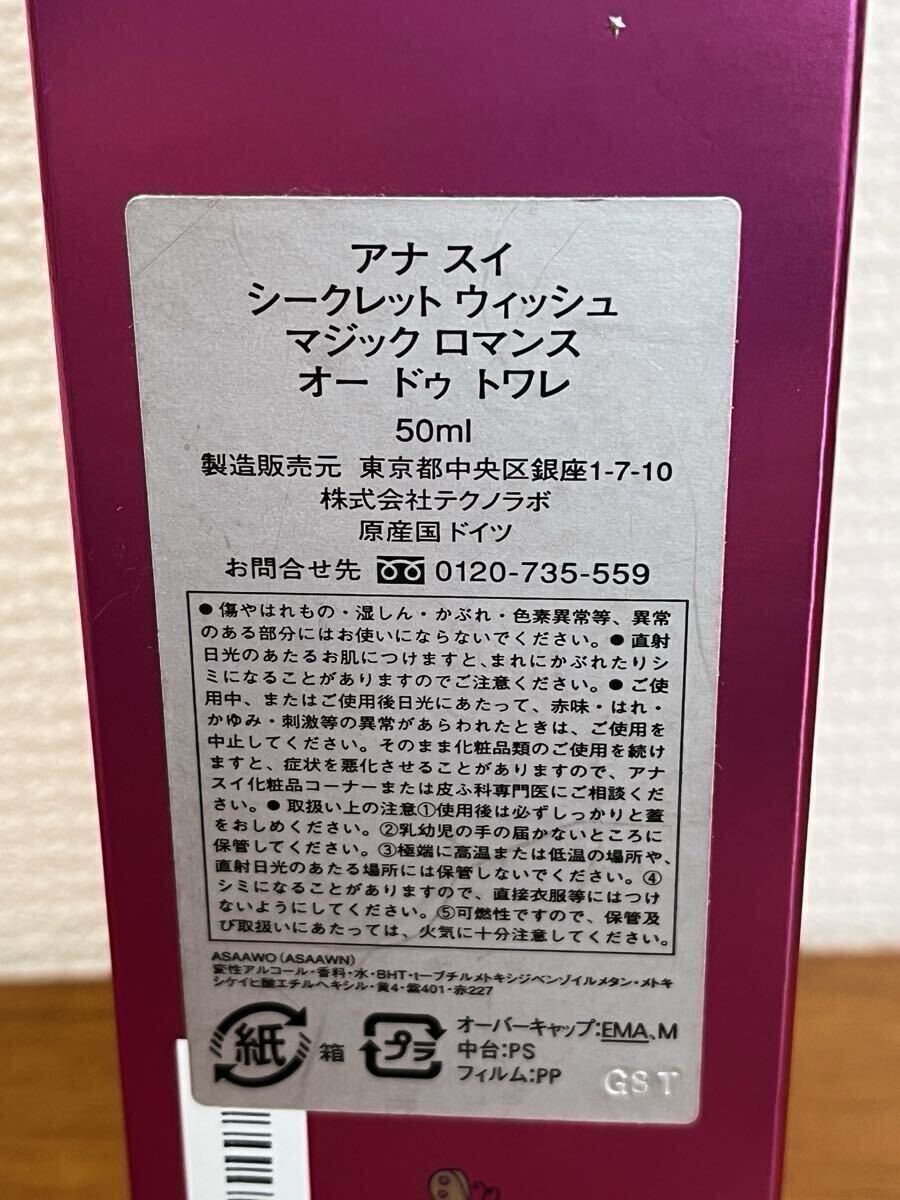 アナ スイ
シークレット ウィッシュ
マジック ロマンス
オー ドゥ トワレ
50ml
製造販売元 東京都中央区銀座1-7-10
株式会社テクノラボ
原産国ドイツ
お問合せ先 0120-735-559
●傷やはれもの・湿しん・かぶれ・色素異常等、異常
のある部分にはお使いにならないでください。●直射
日光のあたるお肌につけますと、まれにかぶれたりシ
ミになることがありますのでご注意ください。●ご使
用中、またはご使用後日光にあたって、赤味・はれ・
かゆみ・刺激等の異常があらわれたときは、ご使用を
中止してください。そのまま化粧品類のご使用を続け
ますと、症状を悪化させることがありますので、アナ
スイ化粧品コーナーまたは皮ふ科専門医にご相談くだ
さい。●取扱い上の注意①使用後は必ずしっかりと蓋
をおしめください。②乳幼児の手の届かないところに
保管してください。③極端に高温または低温の場所や、
直射日光のあたる場所には保管しないでください。④
シミになることがありますので、直接衣服等にはつけ
ないようにしてください。⑤可燃性ですので、保管及
び取扱いにあたっては、火気に十分注意してください。
ASAAWO (ASAAWN)
変性アルコール・香料・水・BHT・t-ブチルメトキシジベンゾイルメタン・メトキ
シケイヒ酸エチルヘキシル・黄4・紫401・赤227
紙 箱 プラ オーバーキャップ:EMA、M
中台:PS
フィルム:PP
G8T